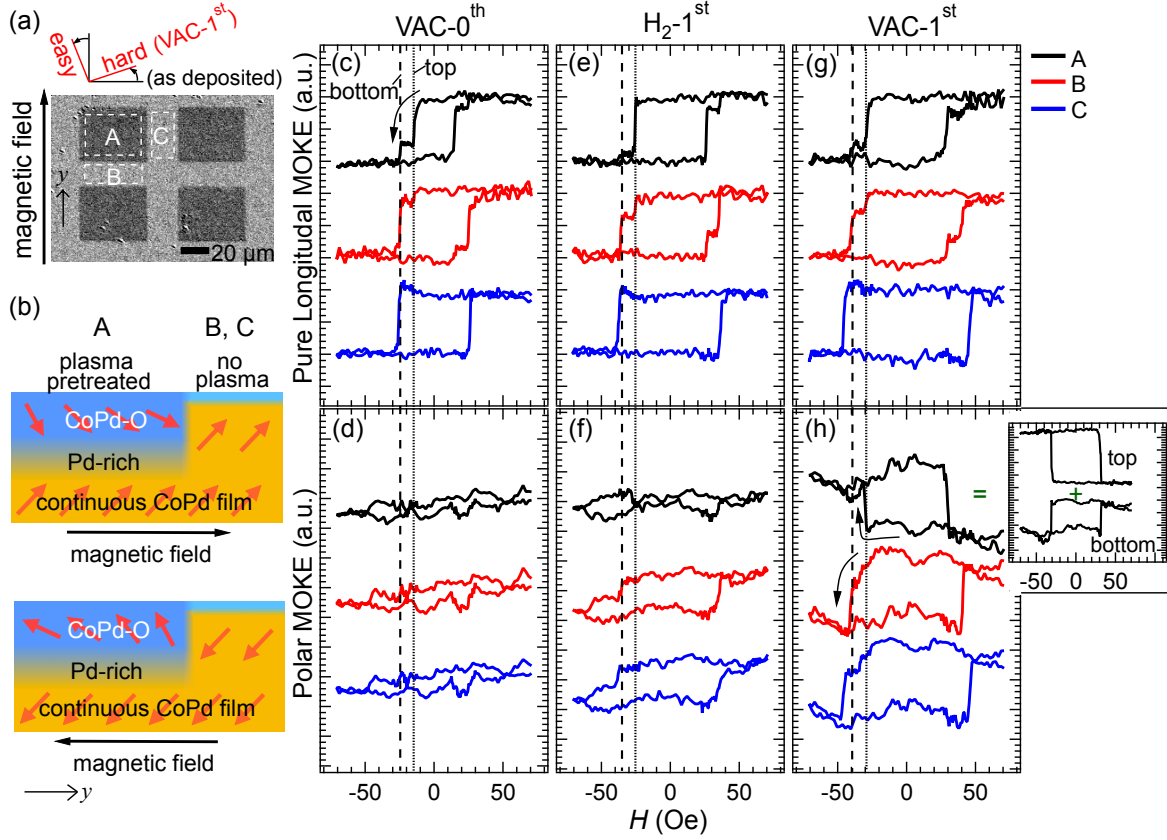 (a)
easy
hard (VAC-1st)
(as deposited)
magnetic field
y
A
C
B
20 μm
(b)
A
B, C
plasma
pretreated
no
plasma
CoPd-O
Pd-rich
continuous CoPd film
magnetic field
CoPd-O
Pd-rich
continuous CoPd film
magnetic field
y
VAC-0th
H2-1st
VAC-1st
Pure Longitudal MOKE (a.u.)
(c)
top
bottom
(e)
(g)
A
B
C
Polar MOKE (a.u.)
(d)
(f)
(h)
=
top
+
bottom
-50 0 50
-50 0 50
-50 0 50
-50 0 50
H (Oe)